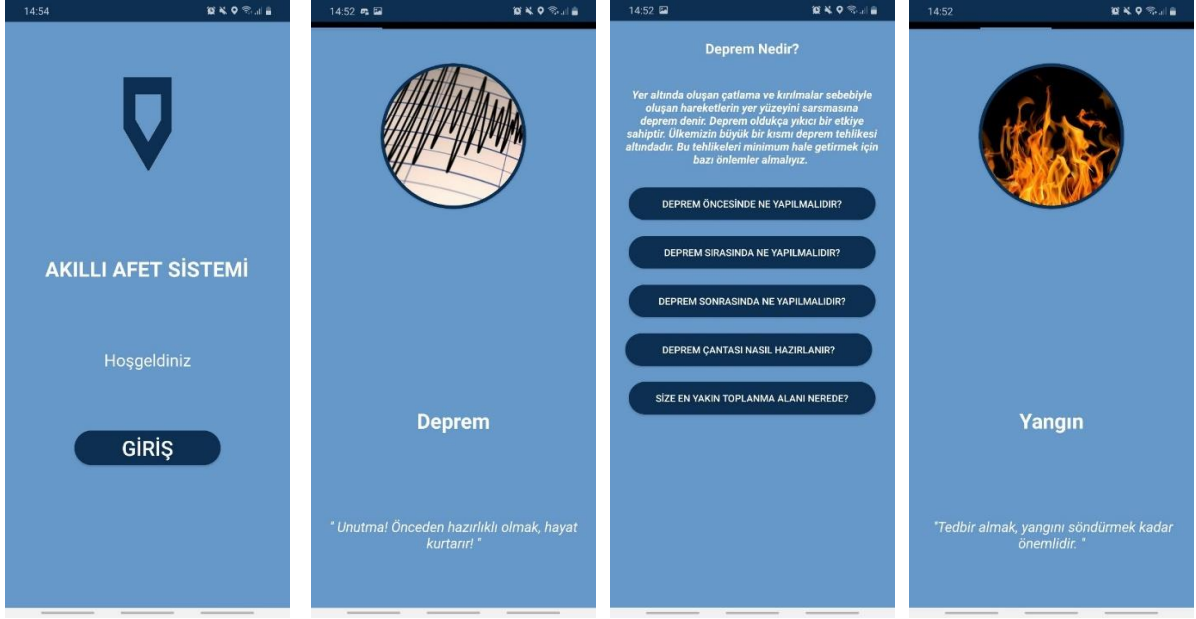 14:54
AKILLI AFET SİSTEMİ
Hoşgeldiniz
GİRİŞ
14:52
Deprem
" Unutma! Önceden hazırlıklı olmak, hayat
kurtarır! "
14:52
Deprem Nedir?
Yer altında oluşan çatlama ve kırılmalar sebebiyle
oluşan hareketlerin yer yüzeyini sarsmasına
deprem denir. Deprem oldukça yıkıcı bir etkiye
sahiptir. Ülkemizin büyük bir kısmı deprem tehlikesi
altındadır. Bu tehlikeleri minimum hale getirmek için
bazı önlemler almalıyız.
DEPREM ÖNCESİNDE NE YAPILMALIDIR?
DEPREM SIRASINDA NE YAPILMALIDIR?
DEPREM SONRASINDA NE YAPILMALIDIR?
DEPREM ÇANTASI NASIL HAZIRLANIR?
SİZE EN YAKIN TOPLANMA ALANI NEREDE?
14:52
Yangın
"Tedbir almak, yangını söndürmek kadar
önemlidir. "